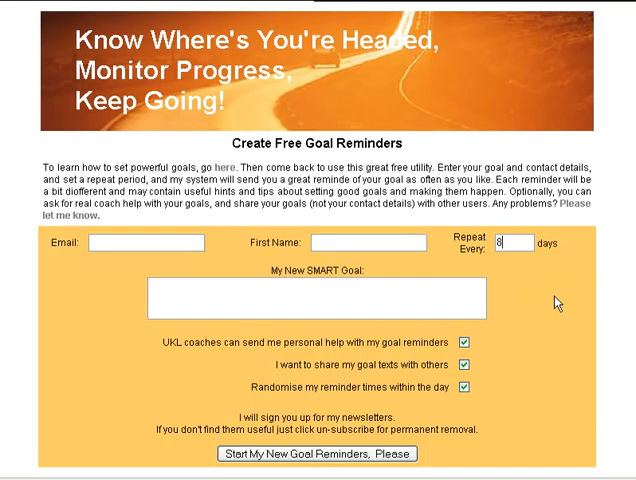 Know Where's You're Headed,
Monitor Progress,
Keep Going!
Create Free Goal Reminders
To learn how to set powerful goals, go here. Then come back to use this great free utility. Enter your goal and contact details,
and set a repeat period, and my system will send you a great reminde of your goal as often as you like. Each reminder will be
a bit diofferent and may contain useful hints and tips about setting good goals and making them happen. Optionally, you can
ask for real coach help with your goals, and share your goals (not your contact details) with other users. Any problems? Please
let me know.
Email: First Name: Repeat Every: 8 days
My New SMART Goal:
UKL coaches can send me personal help with my goal reminders
I want to share my goal texts with others
Randomise my reminder times within the day
I will sign you up for my newsletters.
If you don't find them useful just click un-subscribe for permanent removal.
Start My New Goal Reminders, Please